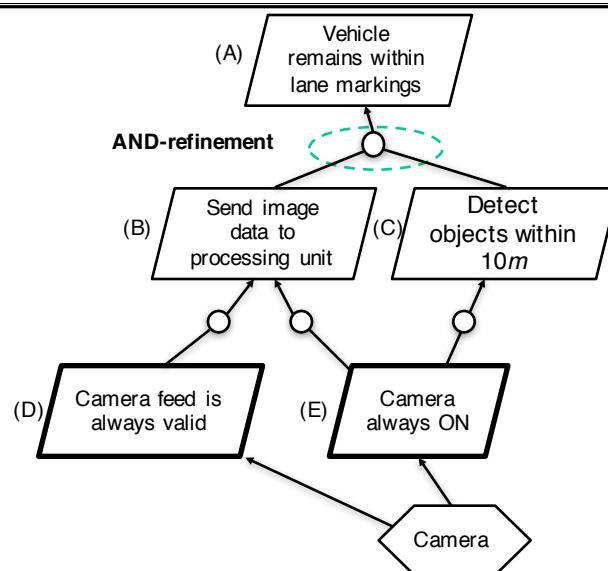 Vehicle
(A)
remains within
lane markings
AND-refinement
Send image
data to
processing unit
(B)
Detect
objects within
10m
(C)
Camera feed is
always valid
(D)
Camera
always ON
(E)
Camera